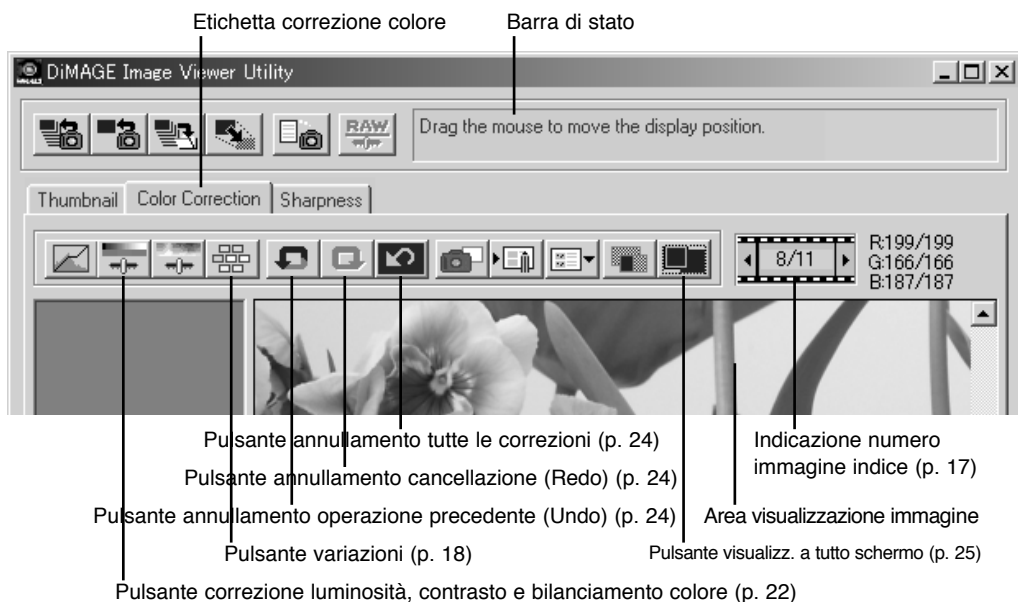 Etichetta correzione colore
Barra di stato
DiMAGE Image Viewer Utility
RAW
Drag the mouse to move the display position.
Thumbnail
Color Correction
Sharpness
8/11
R:199/199
G:166/166
B:187/187
Pulsante annullamento tutte le correzioni (p. 24)
Indicazione numero
immagine indice (p. 17)
Pulsante annullamento cancellazione (Redo) (p. 24)
Pulsante annullamento operazione precedente (Undo) (p. 24)
Area visualizzazione immagine
Pulsante variazioni (p. 18)
Pulsante visualizz. a tutto schermo (p. 25)
Pulsante correzione luminosità, contrasto e bilanciamento colore (p. 22)